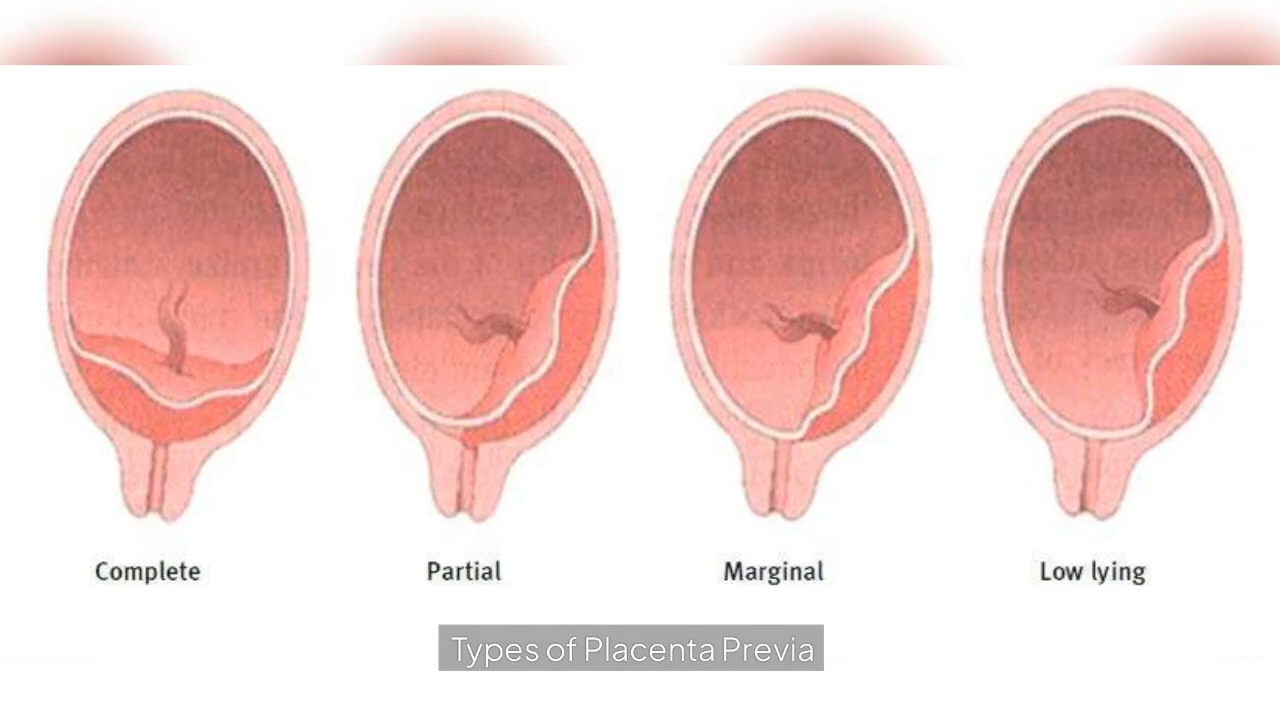 Complete
Partial
Marginal
Low lying
Types of Placenta Previa